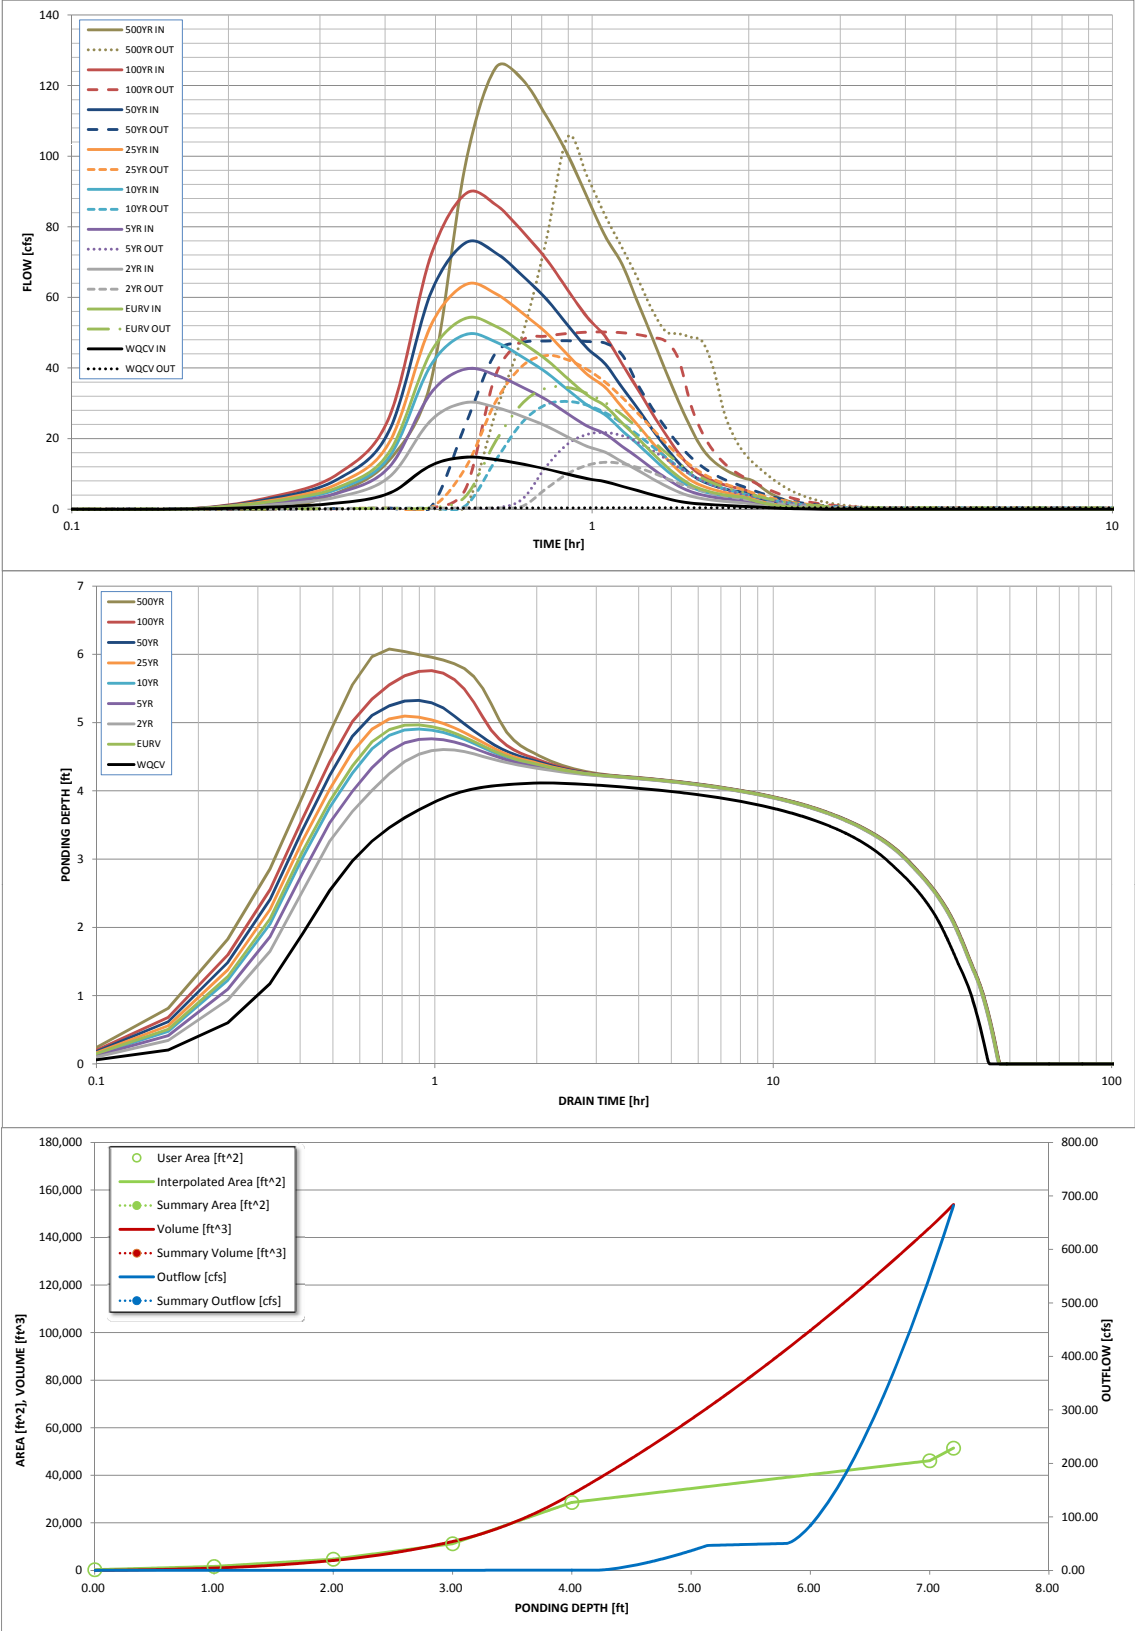 140
120
100
80
60
40
20
0
FLOW [cfs]
500YR IN
500YR OUT
100YR IN
100YR OUT
50YR IN
50YR OUT
25YR IN
25YR OUT
10YR IN
10YR OUT
5YR IN
5YR OUT
2YR IN
2YR OUT
EURV IN
EURV OUT
WQCV IN
WQCV OUT
0.1 1 10
TIME [hr]
7
6
5
4
3
2
1
0
PONDING DEPTH [ft]
500YR
100YR
50YR
25YR
10YR
5YR
2YR
EURV
WQCV
0.1 1 10 100
DRAIN TIME [hr]
180,000
160,000
140,000
120,000
100,000
80,000
60,000
40,000
20,000
0
AREA [ft^2], VOLUME [ft^3]
User Area [ft^2]
Interpolated Area [ft^2]
Summary Area [ft^2]
Volume [ft^3]
Summary Volume [ft^3]
Outflow [cfs]
Summary Outflow [cfs]
800.00
700.00
600.00
500.00
400.00
300.00
200.00
100.00
0.00
OUTFLOW [cfs]
0.00 1.00 2.00 3.00 4.00 5.00 6.00 7.00 8.00
PONDING DEPTH [ft]